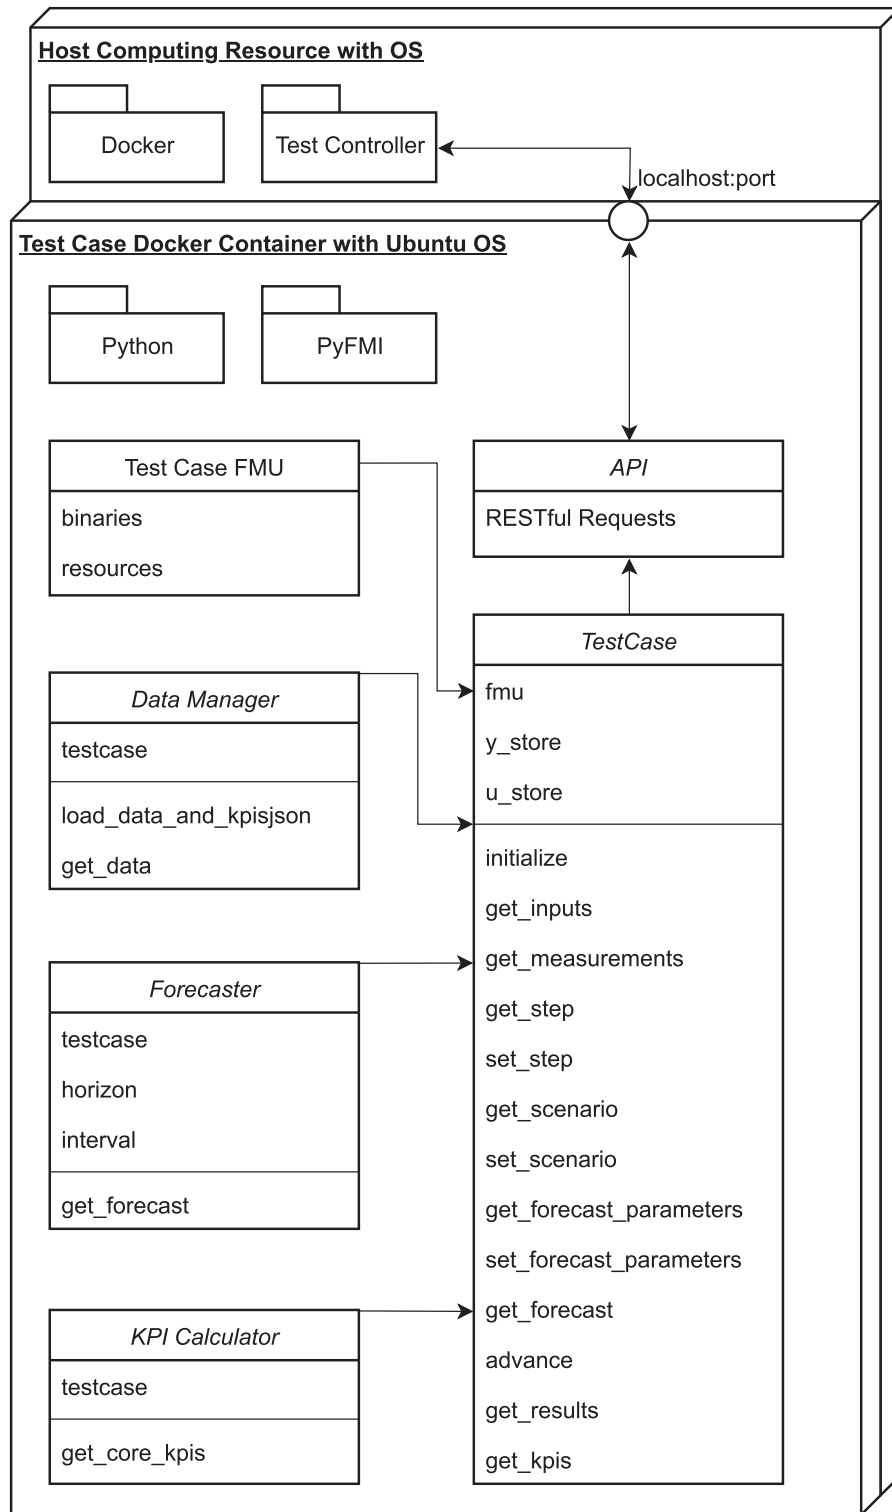 Host Computing Resource with OS
Docker
Test Controller
localhost:port
Test Case Docker Container with Ubuntu OS
Python
PyFMI
Test Case FMU
binaries
resources
API
RESTful Requests
Data Manager
testcase
load_data_and_kpisjson
get_data
Forecaster
testcase
horizon
interval
get_forecast
KPI Calculator
testcase
get_core_kpis
TestCase
fmu
y_store
u_store
initialize
get_inputs
get_measurements
get_step
set_step
get_scenario
set_scenario
get_forecast_parameters
set_forecast_parameters
get_forecast
advance
get_results
get_kpis